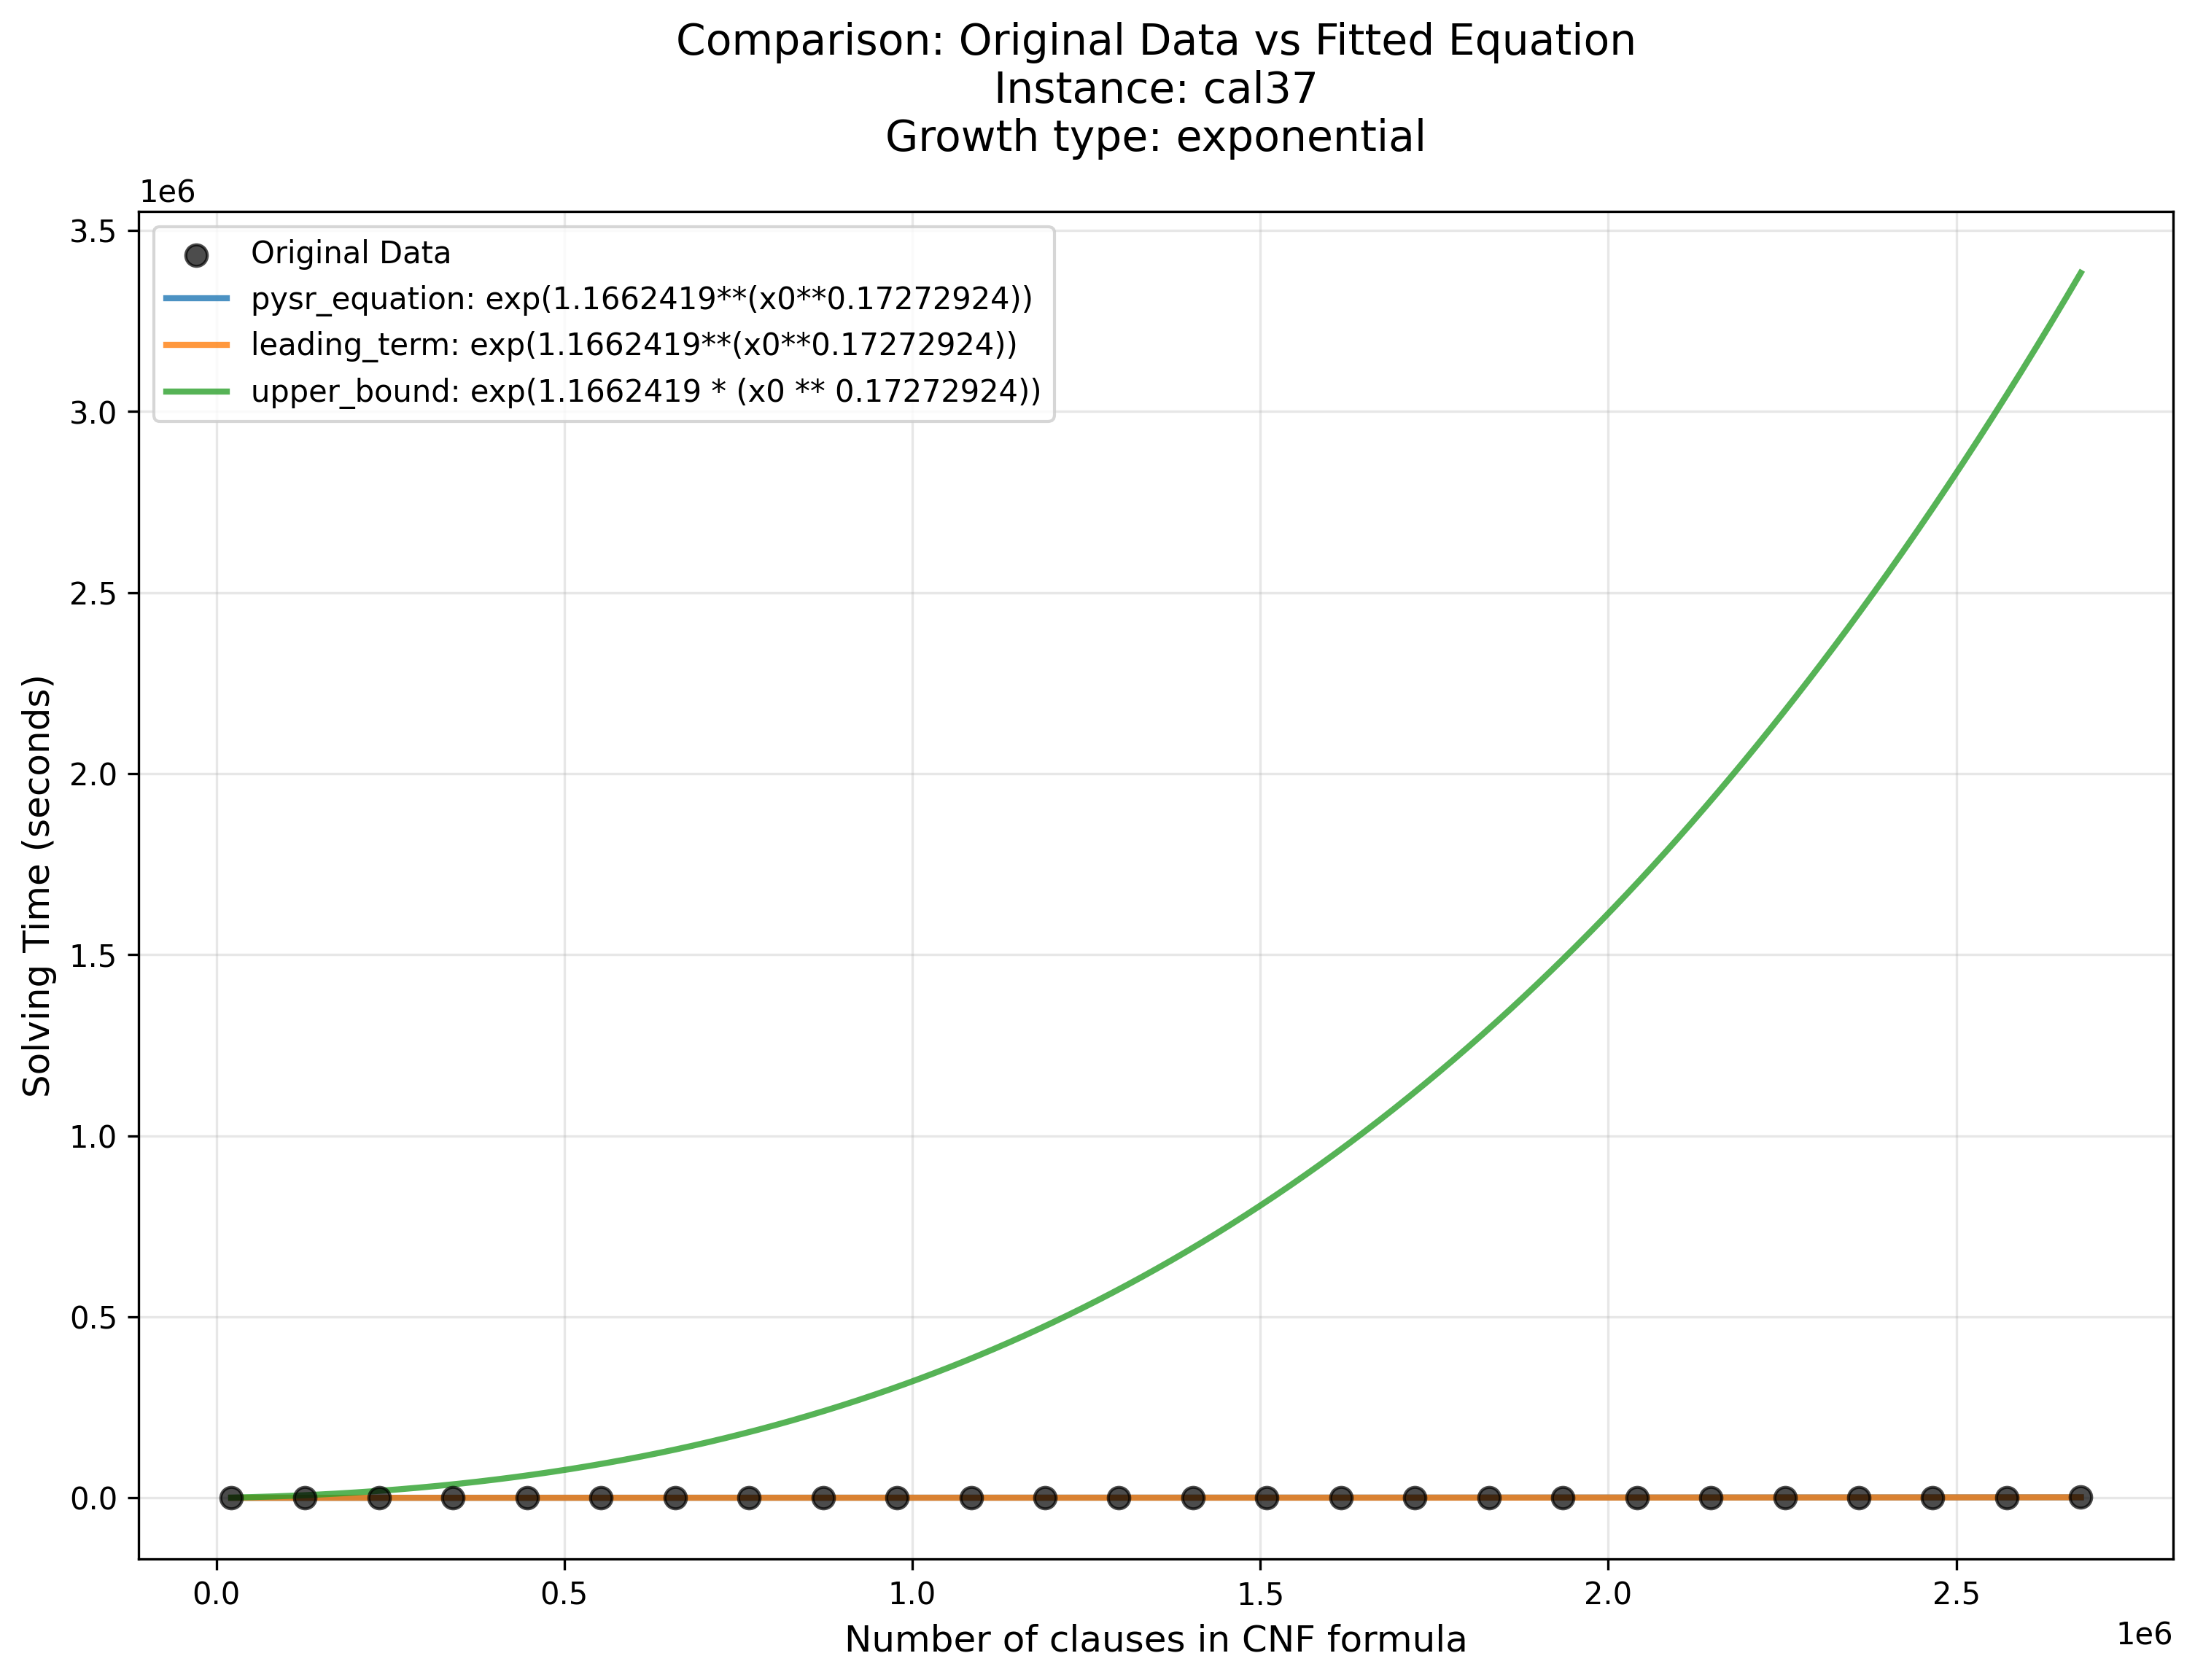 Comparison: Original Data vs Fitted Equation
Instance: cal37
Growth type: exponential
1e6
3.5
3.0
2.5
2.0
1.5
1.0
0.5
0.0
Solving Time (seconds)
Original Data
pysr_equation: exp(1.1662419**(x0**0.17272924))
leading_term: exp(1.1662419**(x0**0.17272924))
upper_bound: exp(1.1662419 * (x0 ** 0.17272924))
0.0 0.5 1.0 1.5 2.0 2.5
Number of clauses in CNF formula
1e6